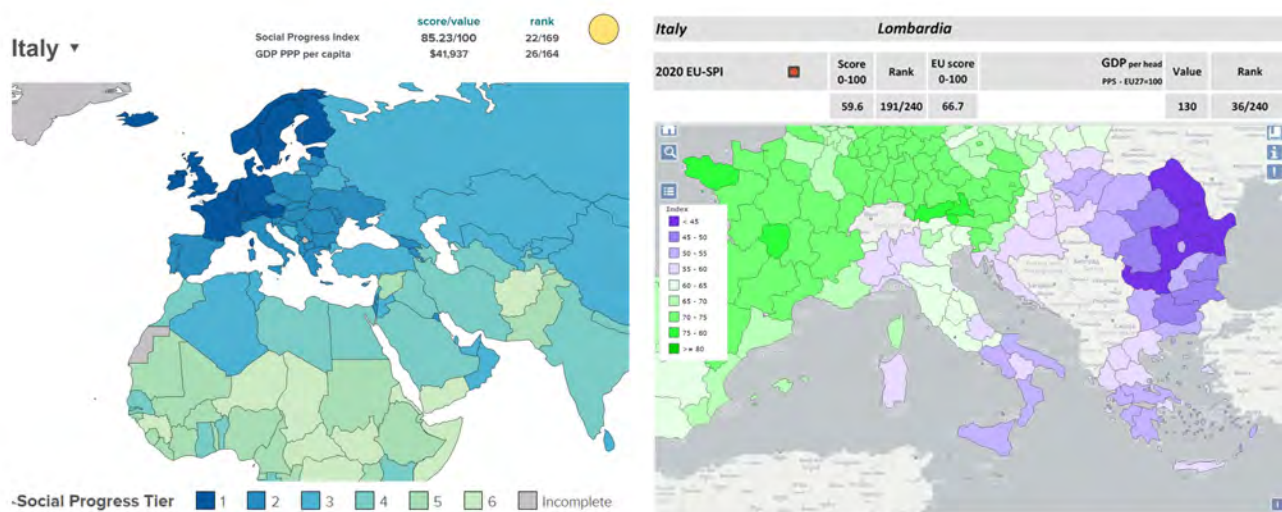 score/value rank
Italy ▼
Social Progress Index 85.23/100 22/169
GDP PPP per capita $41,937 26/164
-Social Progress Tier 1 2 3 4 5 6 Incomplete
Italy Lombardia
2020 EU-SPI Score 0-100 Rank EU score 0-100 GDP per head PPS - EU27=100 Value Rank
59.6 191/240 66.7 130 36/240
Index
< 45
45 - 50
50 - 55
55 - 60
60 - 65
65 - 70
70 - 75
75 - 80
>= 80